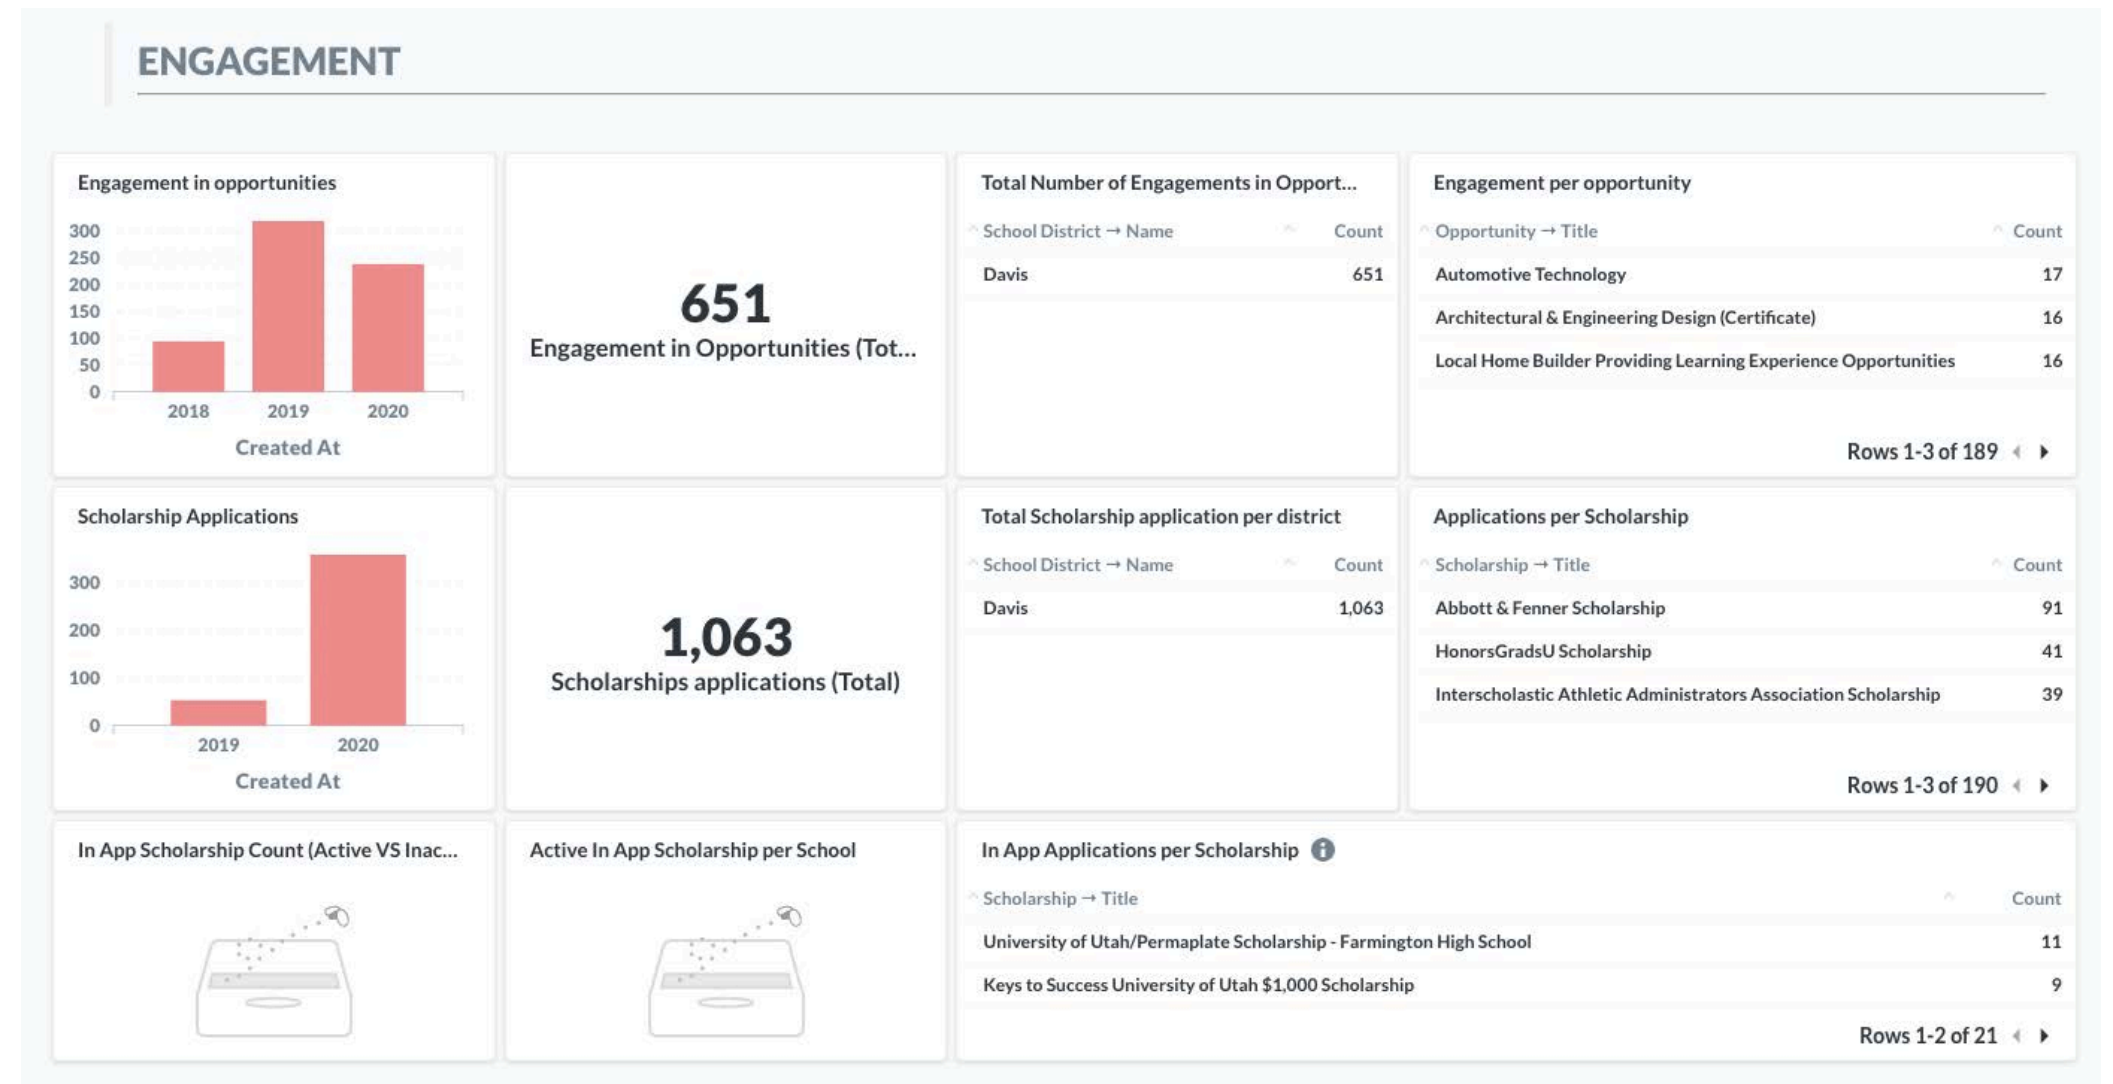 ENGAGEMENT
Engagement in opportunities
300
250
200
150
100
50
0
2018 2019 2020
Created At
651
Engagement in Opportunities (Tot...
Total Number of Engagements in Opport...
School District → Name Count
Davis 651
Engagement per opportunity
Opportunity → Title Count
Automotive Technology 17
Architectural & Engineering Design (Certificate) 16
Local Home Builder Providing Learning Experience Opportunities 16
Rows 1-3 of 189
Scholarship Applications
300
200
100
0
2019 2020
Created At
1,063
Scholarships applications (Total)
Total Scholarship application per district
School District → Name Count
Davis 1,063
Applications per Scholarship
Scholarship → Title Count
Abbott & Fenner Scholarship 91
HonorsGradsU Scholarship 41
Interscholastic Athletic Administrators Association Scholarship 39
Rows 1-3 of 190
In App Scholarship Count (Active VS Inac...
Active In App Scholarship per School
In App Applications per Scholarship
Scholarship → Title Count
University of Utah/Permaplate Scholarship - Farmington High School 11
Keys to Success University of Utah $1,000 Scholarship 9
Rows 1-2 of 21